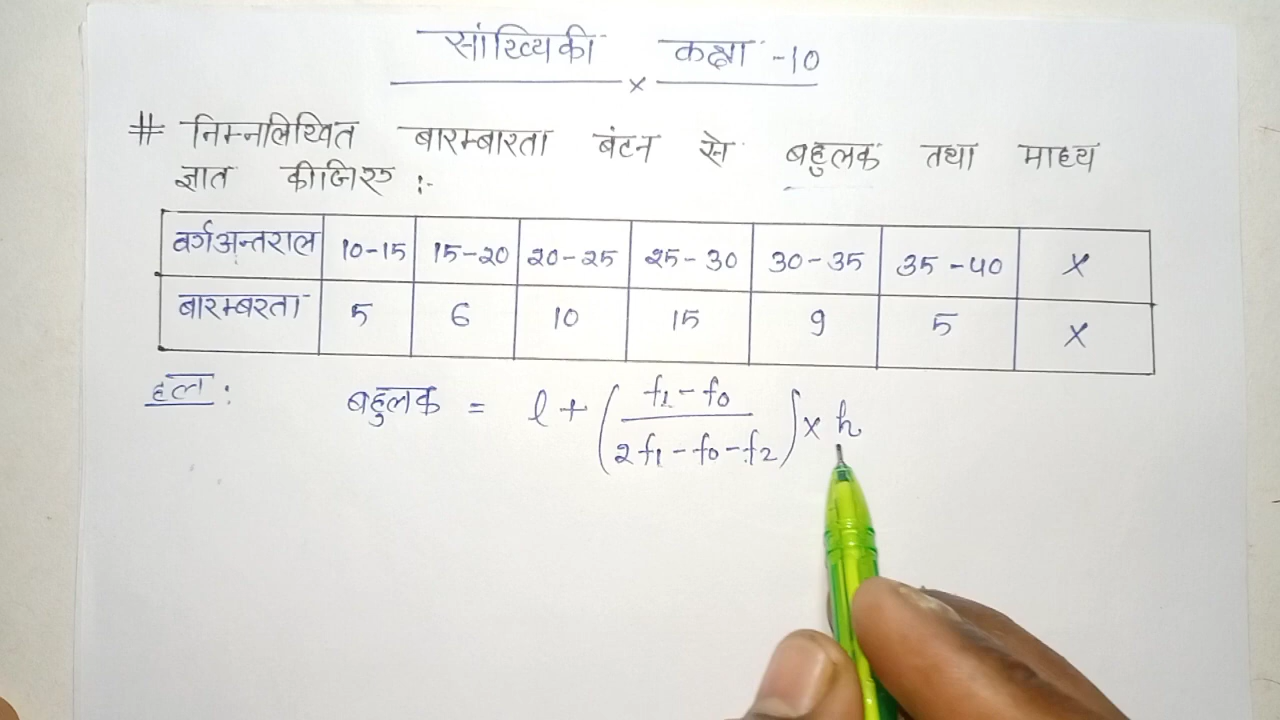 सांख्यिकी × कक्षा -10
# निम्नलिखित बारम्बारता बंटन से बहुलक तथा माध्य
ज्ञात कीजिए :-
वर्गअन्तराल 10-15 15-20 20-25 25-30 30-35 35-40 x
बारम्बरता 5 6 10 15 9 5 x
हल : बहुलक = l + ( f1 - f0 / 2f1 - f0 - f2 ) × h